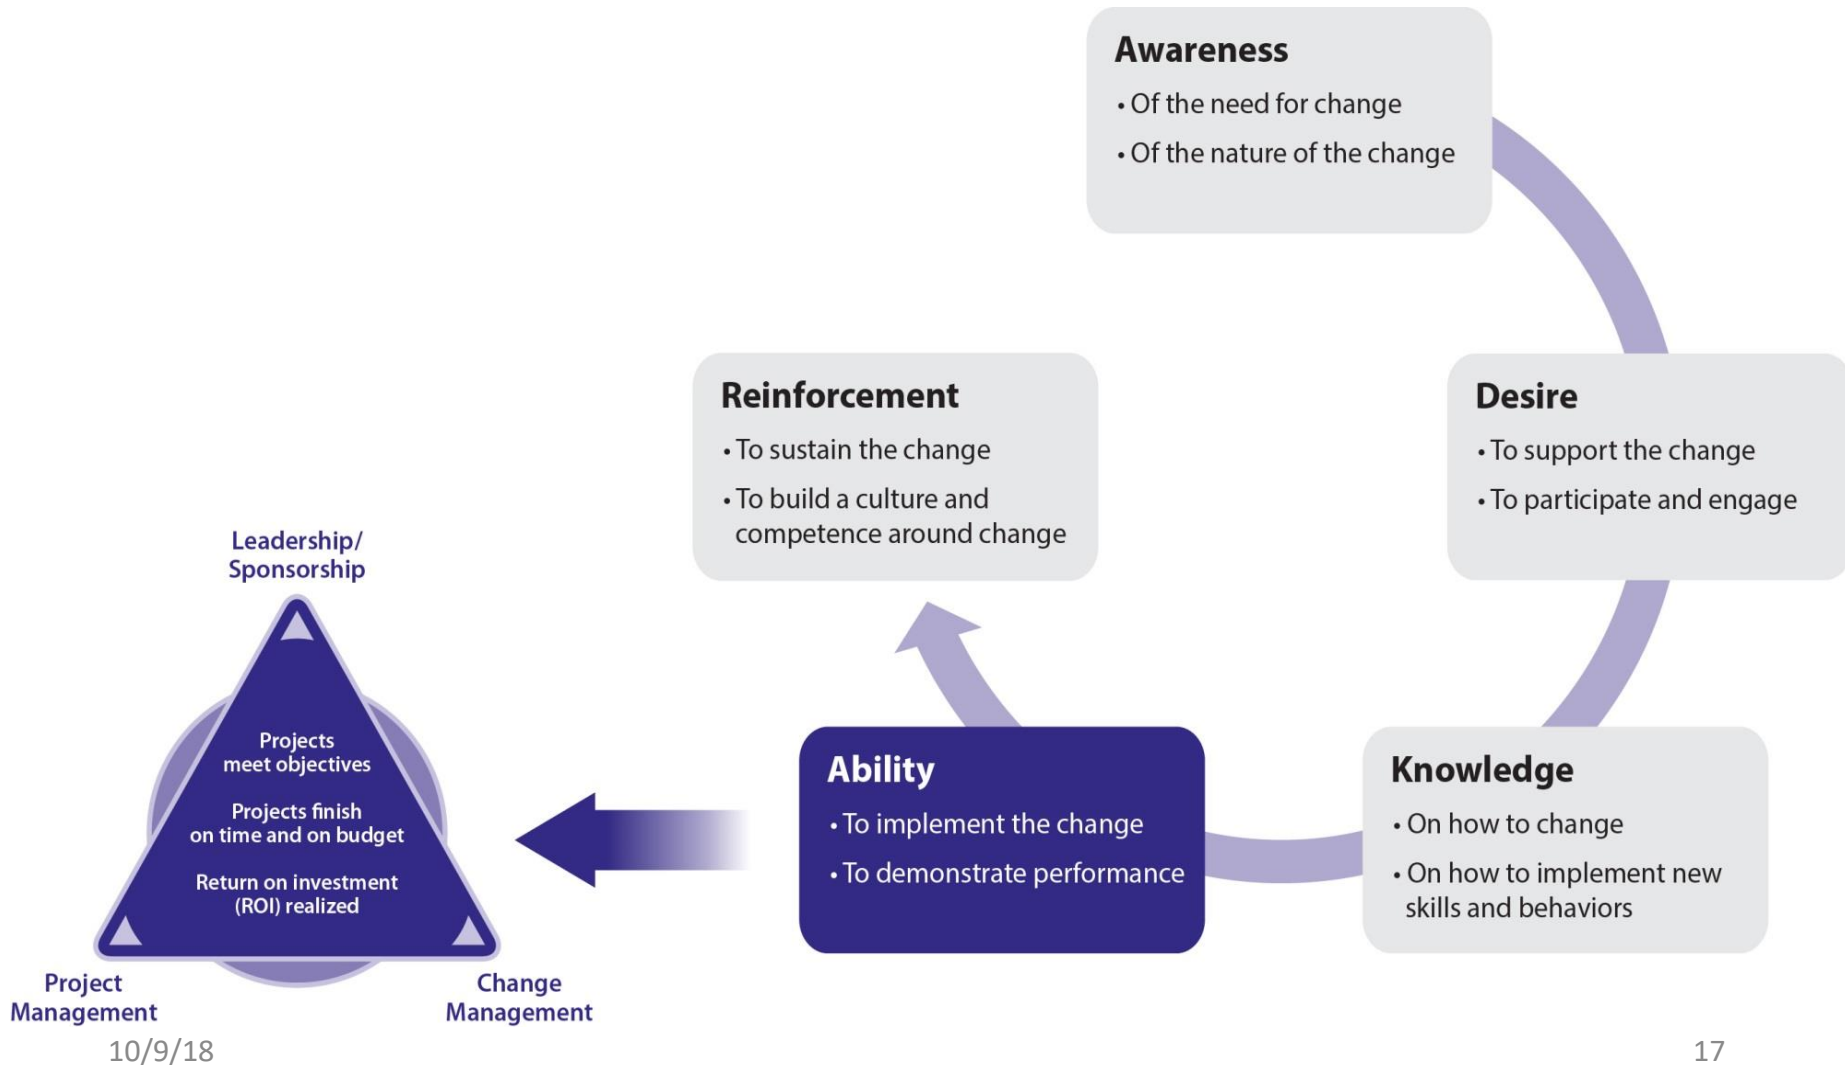 Awareness
• Of the need for change
• Of the nature of the change
Desire
• To support the change
• To participate and engage
Knowledge
• On how to change
• On how to implement new
skills and behaviors
Ability
• To implement the change
• To demonstrate performance
Reinforcement
• To sustain the change
• To build a culture and
competence around change
Leadership/
Sponsorship
Projects
meet objectives
Projects finish
on time and on budget
Return on investment
(ROI) realized
Project
Management
Change
Management
10/9/18
17